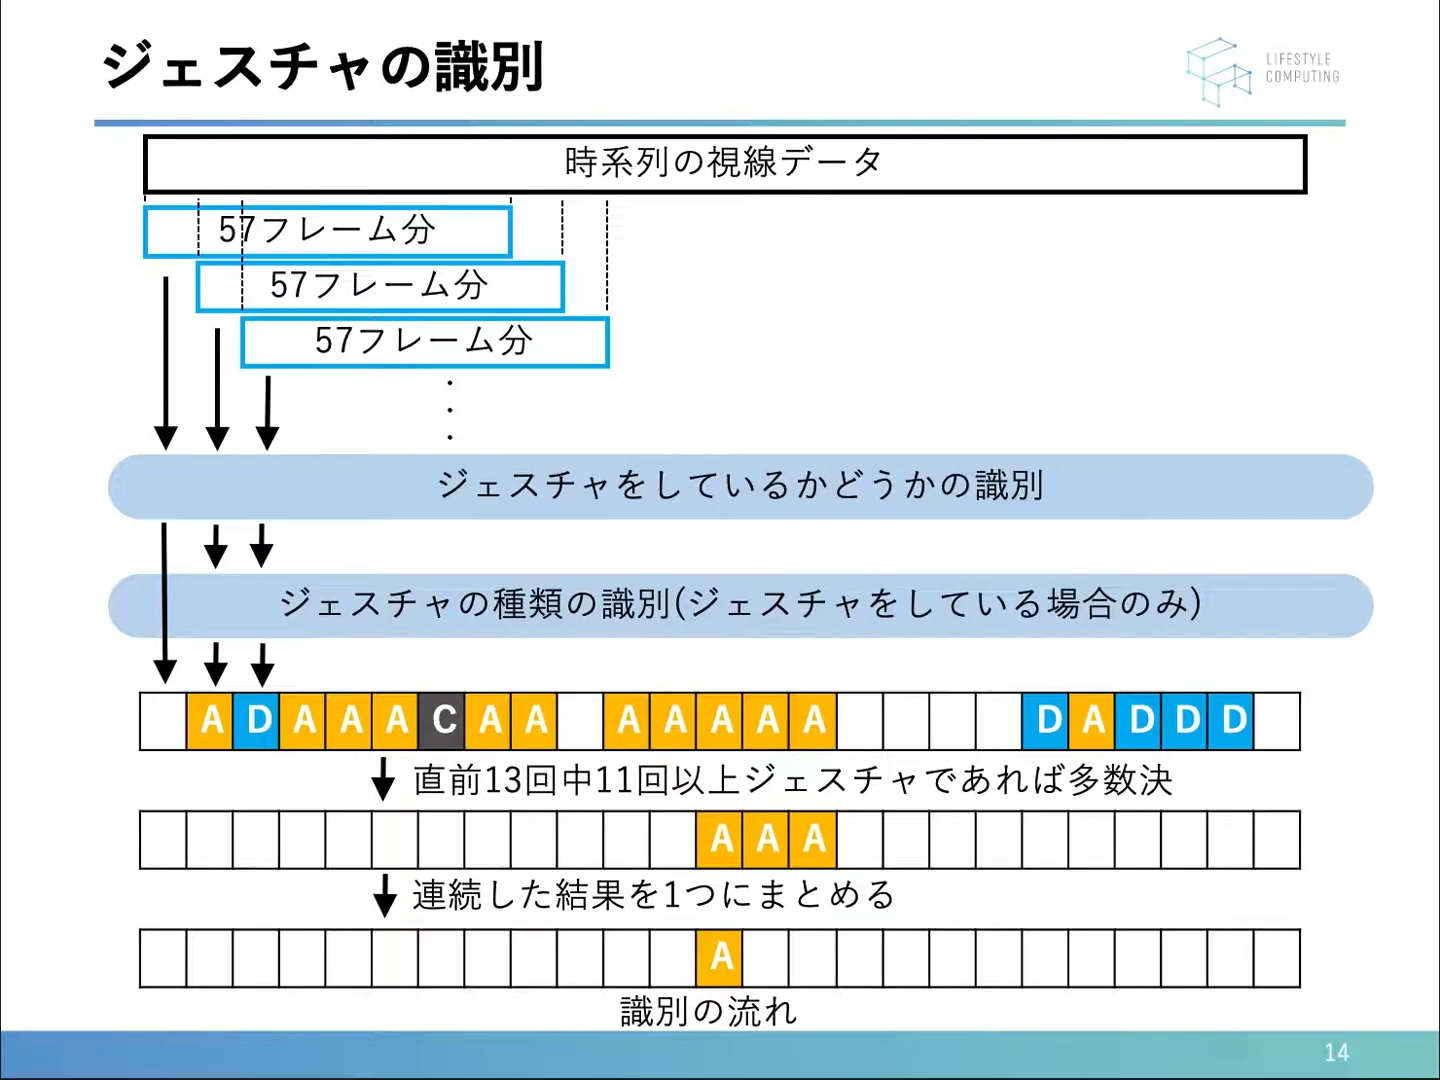 ジェスチャの識別
LIFESTYLE
COMPUTING
時系列の視線データ
57フレーム分
57フレーム分
57フレーム分
ジェスチャをしているかどうかの識別
ジェスチャの種類の識別(ジェスチャをしている場合のみ)
A D A A A C A A A A A A A D A D D D
直前13回中11回以上ジェスチャであれば多数決
A A A
連続した結果を1つにまとめる
A
識別の流れ
14